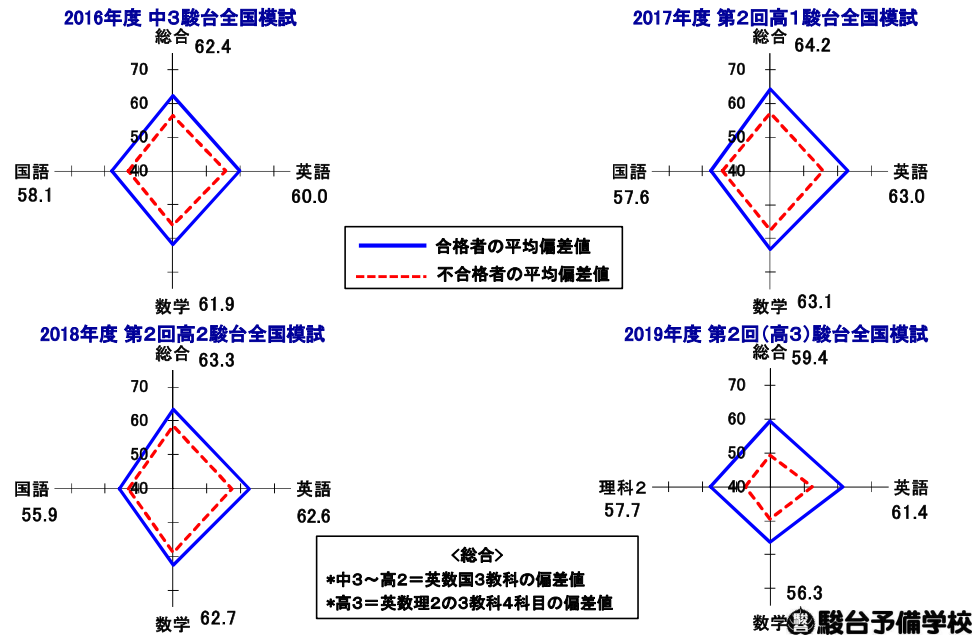 2016年度 中3駿台全国模試
総合 62.4
70
60
50
国語 40 英語
58.1 60.0
数学 61.9
2017年度 第2回高1駿台全国模試
総合
64.2
70
60
50
国語 40 英語
57.6 63.0
数学 63.1
合格者の平均偏差値
不合格者の平均偏差値
2018年度 第2回高2駿台全国模試
総合 63.3
70
60
50
国語 40 英語
55.9 62.6
数学 62.7
2019年度 第2回(高3)駿台全国模試
総合 59.4
70
60
50
理科2 40 英語
57.7 61.4
56.3
数学
<総合>
*中3～高2=英数国3教科の偏差値
*高3=英数理2の3教科4科目の偏差値
駿台予備学校